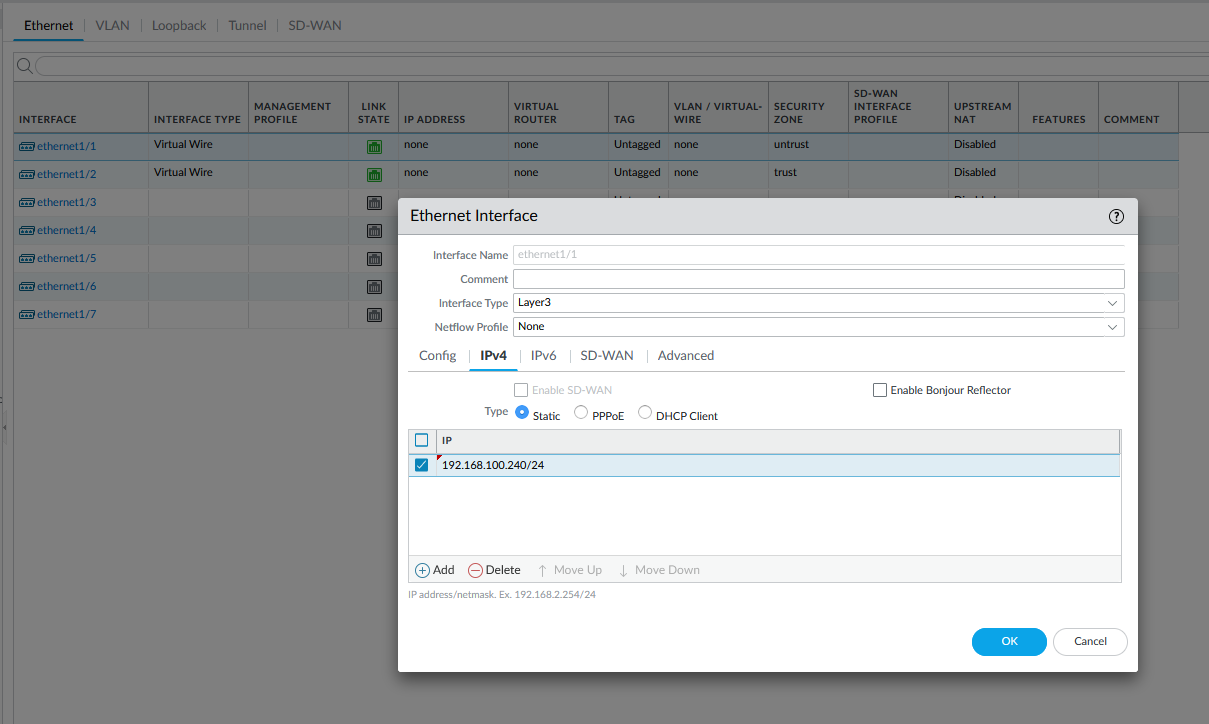 Ethernet VLAN Loopback Tunnel SD-WAN
INTERFACE INTERFACE TYPE MANAGEMENT PROFILE LINK STATE IP ADDRESS VIRTUAL ROUTER TAG VLAN / VIRTUAL-WIRE SECURITY ZONE SD-WAN INTERFACE PROFILE UPSTREAM NAT FEATURES COMMENT
ethernet1/1 Virtual Wire none none Untagged none untrust Disabled
ethernet1/2 Virtual Wire none none Untagged none trust Disabled
ethernet1/3
ethernet1/4
ethernet1/5
ethernet1/6
ethernet1/7
Ethernet Interface
Interface Name ethernet1/1
Comment
Interface Type Layer3
Netflow Profile None
Config IPv4 IPv6 SD-WAN Advanced
Enable SD-WAN Enable Bonjour Reflector
Type Static PPPoE DHCP Client
IP
192.168.100.240/24
Add Delete Move Up Move Down
IP address/netmask. Ex. 192.168.2.254/24
OK Cancel